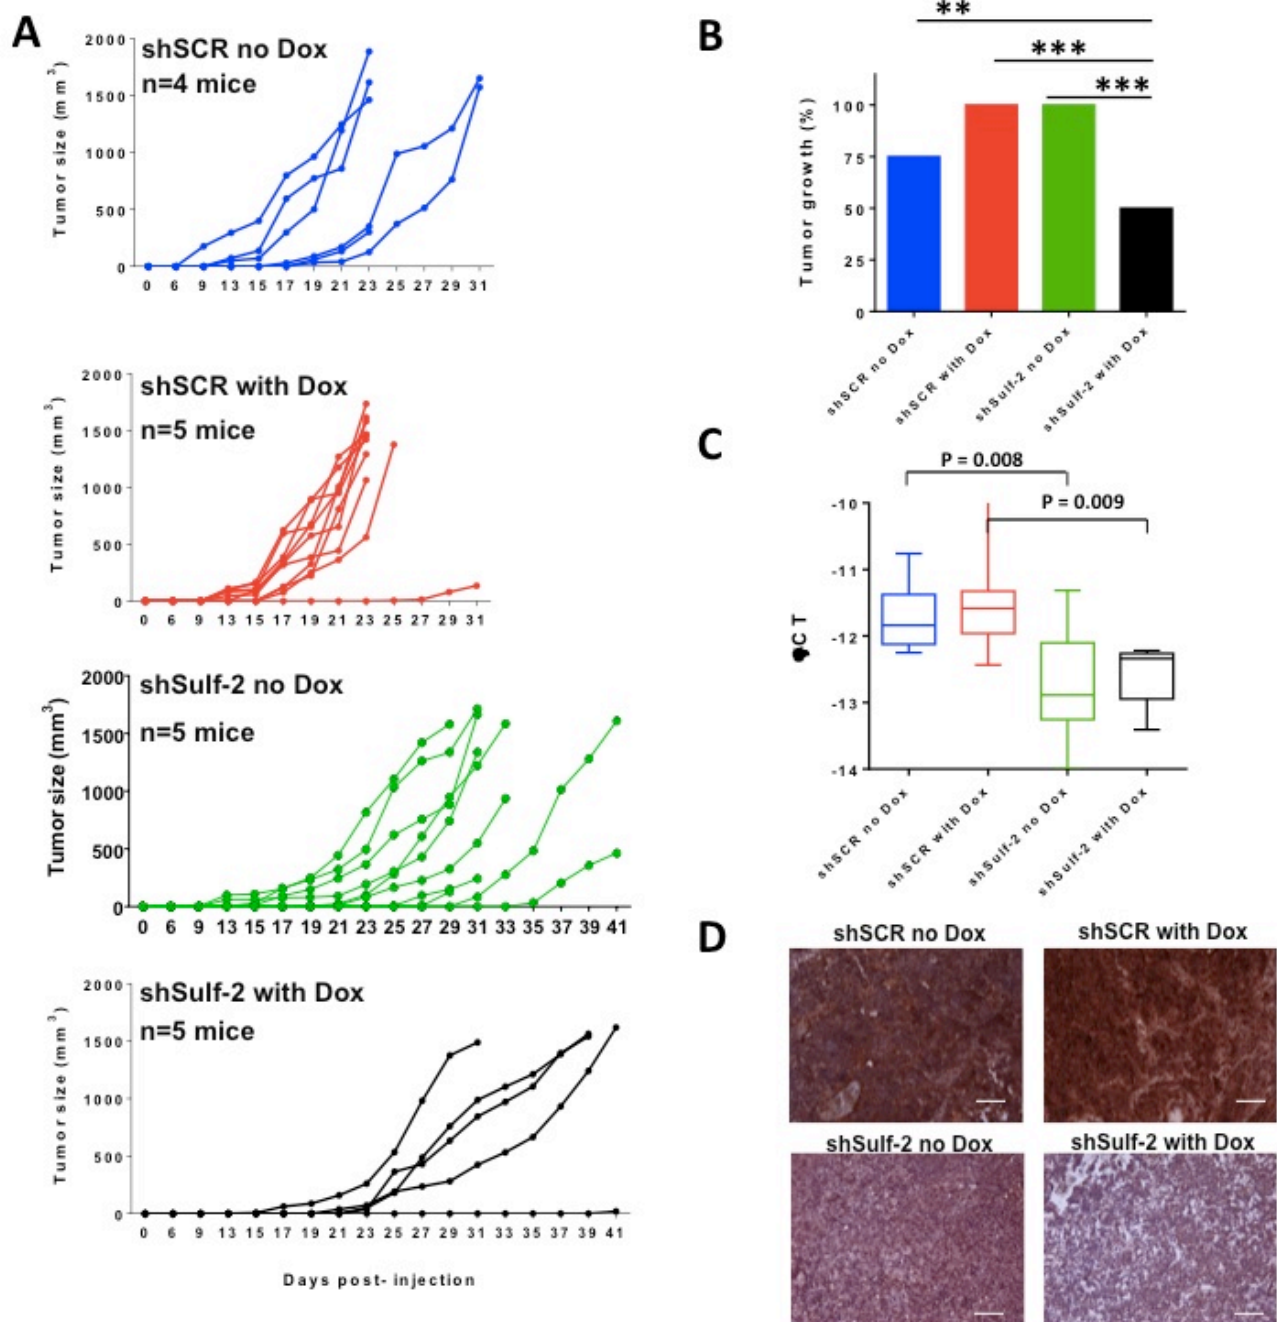 A
shSCR no Dox
n=4 mice
Tumor size (mm3)
2000
1500
1000
500
0
0 6 9 13 15 17 19 21 23 25 27 29 31
shSCR with Dox
n=5 mice
Tumor size (mm3)
2000
1500
1000
500
0
0 6 9 13 15 17 19 21 23 25 27 29 31
shSulf-2 no Dox
n=5 mice
Tumor size (mm3)
2000
1500
1000
500
0
0 6 9 13 15 17 19 21 23 25 27 29 31 33 35 37 39 41
shSulf-2 with Dox
n=5 mice
Tumor size (mm3)
2000
1500
1000
500
0
0 6 9 13 15 17 19 21 23 25 27 29 31 33 35 37 39 41
Days post- injection
B
**
***
***
Tumor growth (%)
100
75
50
25
0
shSCR no Dox
shSCR with Dox
shSulf-2 no Dox
shSulf-2 with Dox
C
P = 0.008
P = 0.009
CT
-10
-11
-12
-13
-14
shSCR no Dox
shSCR with Dox
shSulf-2 no Dox
shSulf-2 with Dox
D
shSCR no Dox
shSCR with Dox
shSulf-2 no Dox
shSulf-2 with Dox